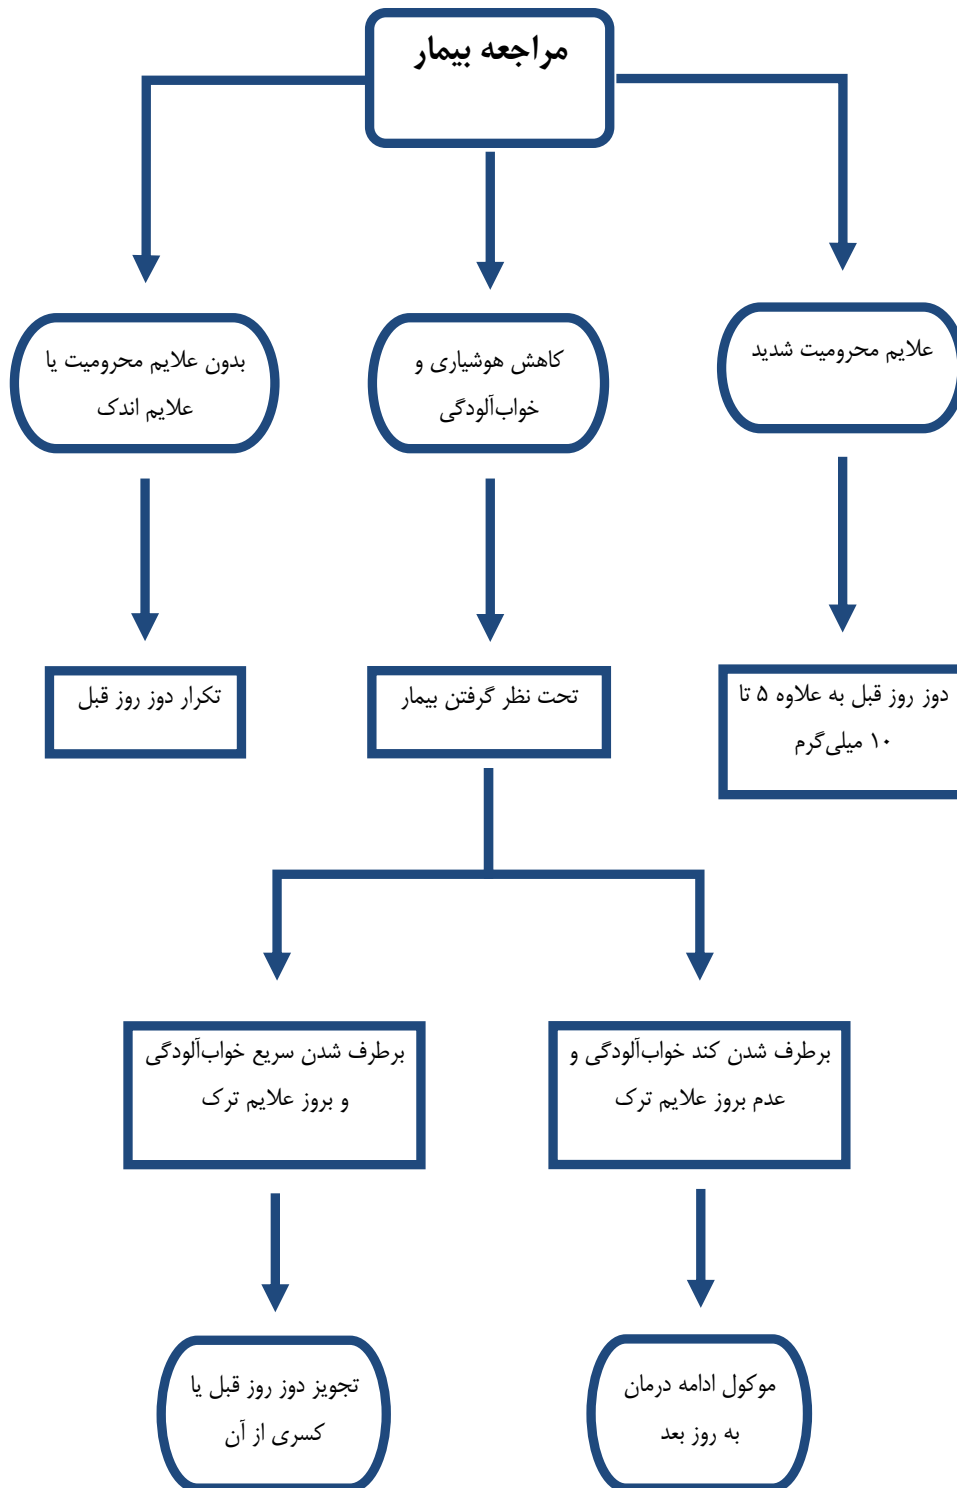 مراجعه بیمار
علایم محرومیت شدید
کاهش هوشیاری و
خواب‌آلودگی
بدون علایم محرومیت یا
علایم اندک
دوز روز قبل به علاوه ۵ تا
۱۰ میلی‌گرم
تحت نظر گرفتن بیمار
تکرار دوز روز قبل
برطرف شدن کند خواب‌آلودگی و
عدم بروز علایم ترک
برطرف شدن سریع خواب‌آلودگی
و بروز علایم ترک
موکول ادامه درمان
به روز بعد
تجویز دوز روز قبل یا
کسری از آن